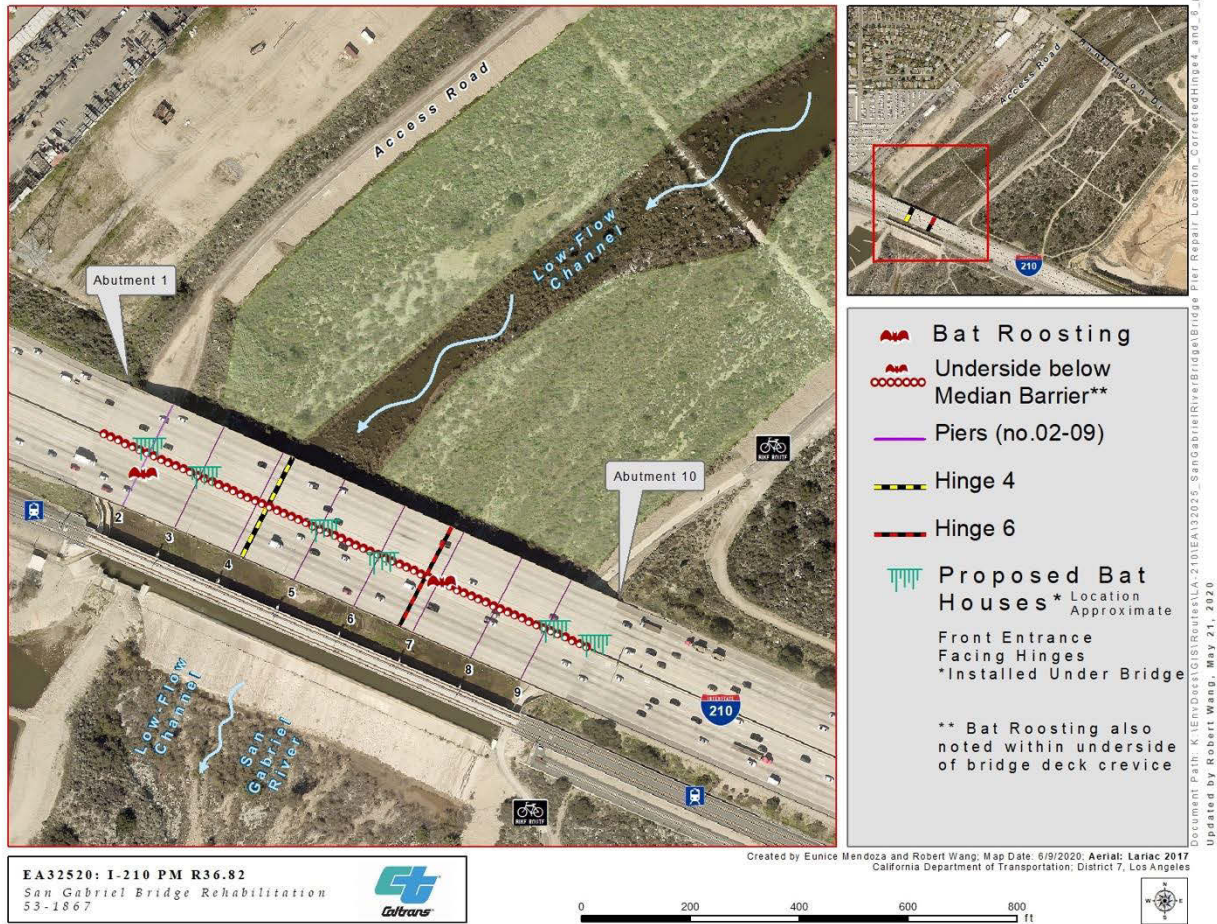 Access Road
Low-Flow
Channel
Abutment 1
Abutment 10
BIKE ROUTE
2
3
4
5
6
7
8
9
INTERSTATE
210
Low-Flow
Channel
San
Gabriel
River
BIKE ROUTE
Access Road
210
Bat Roosting
Underside below
Median Barrier**
Piers (no.02-09)
Hinge 4
Hinge 6
Proposed Bat
Houses* Location
Approximate
Front Entrance
Facing Hinges
*Installed Under Bridge
** Bat Roosting also
noted within underside
of bridge deck crevice
Updated by Robert Wang, May 21, 2020
Created by Eunice Mendoza and Robert Wang; Map Date: 6/9/2020; Aerial: Lariac 2017
California Department of Transportation; District 7, Los Angeles
EA32520: I-210 PM R36.82
San Gabriel Bridge Rehabilitation
53-1867
Caltrans
0 200 400 600 800
ft
N
W E
S